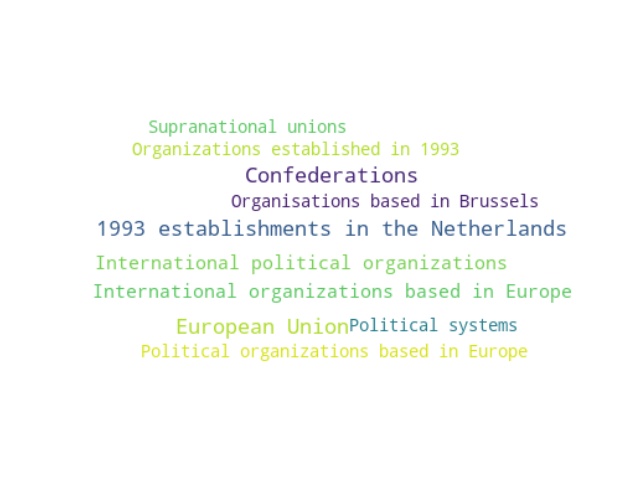 Supranational unions
Organizations established in 1993
Confederations
Organisations based in Brussels
1993 establishments in the Netherlands
International political organizations
International organizations based in Europe
European Union Political systems
Political organizations based in Europe